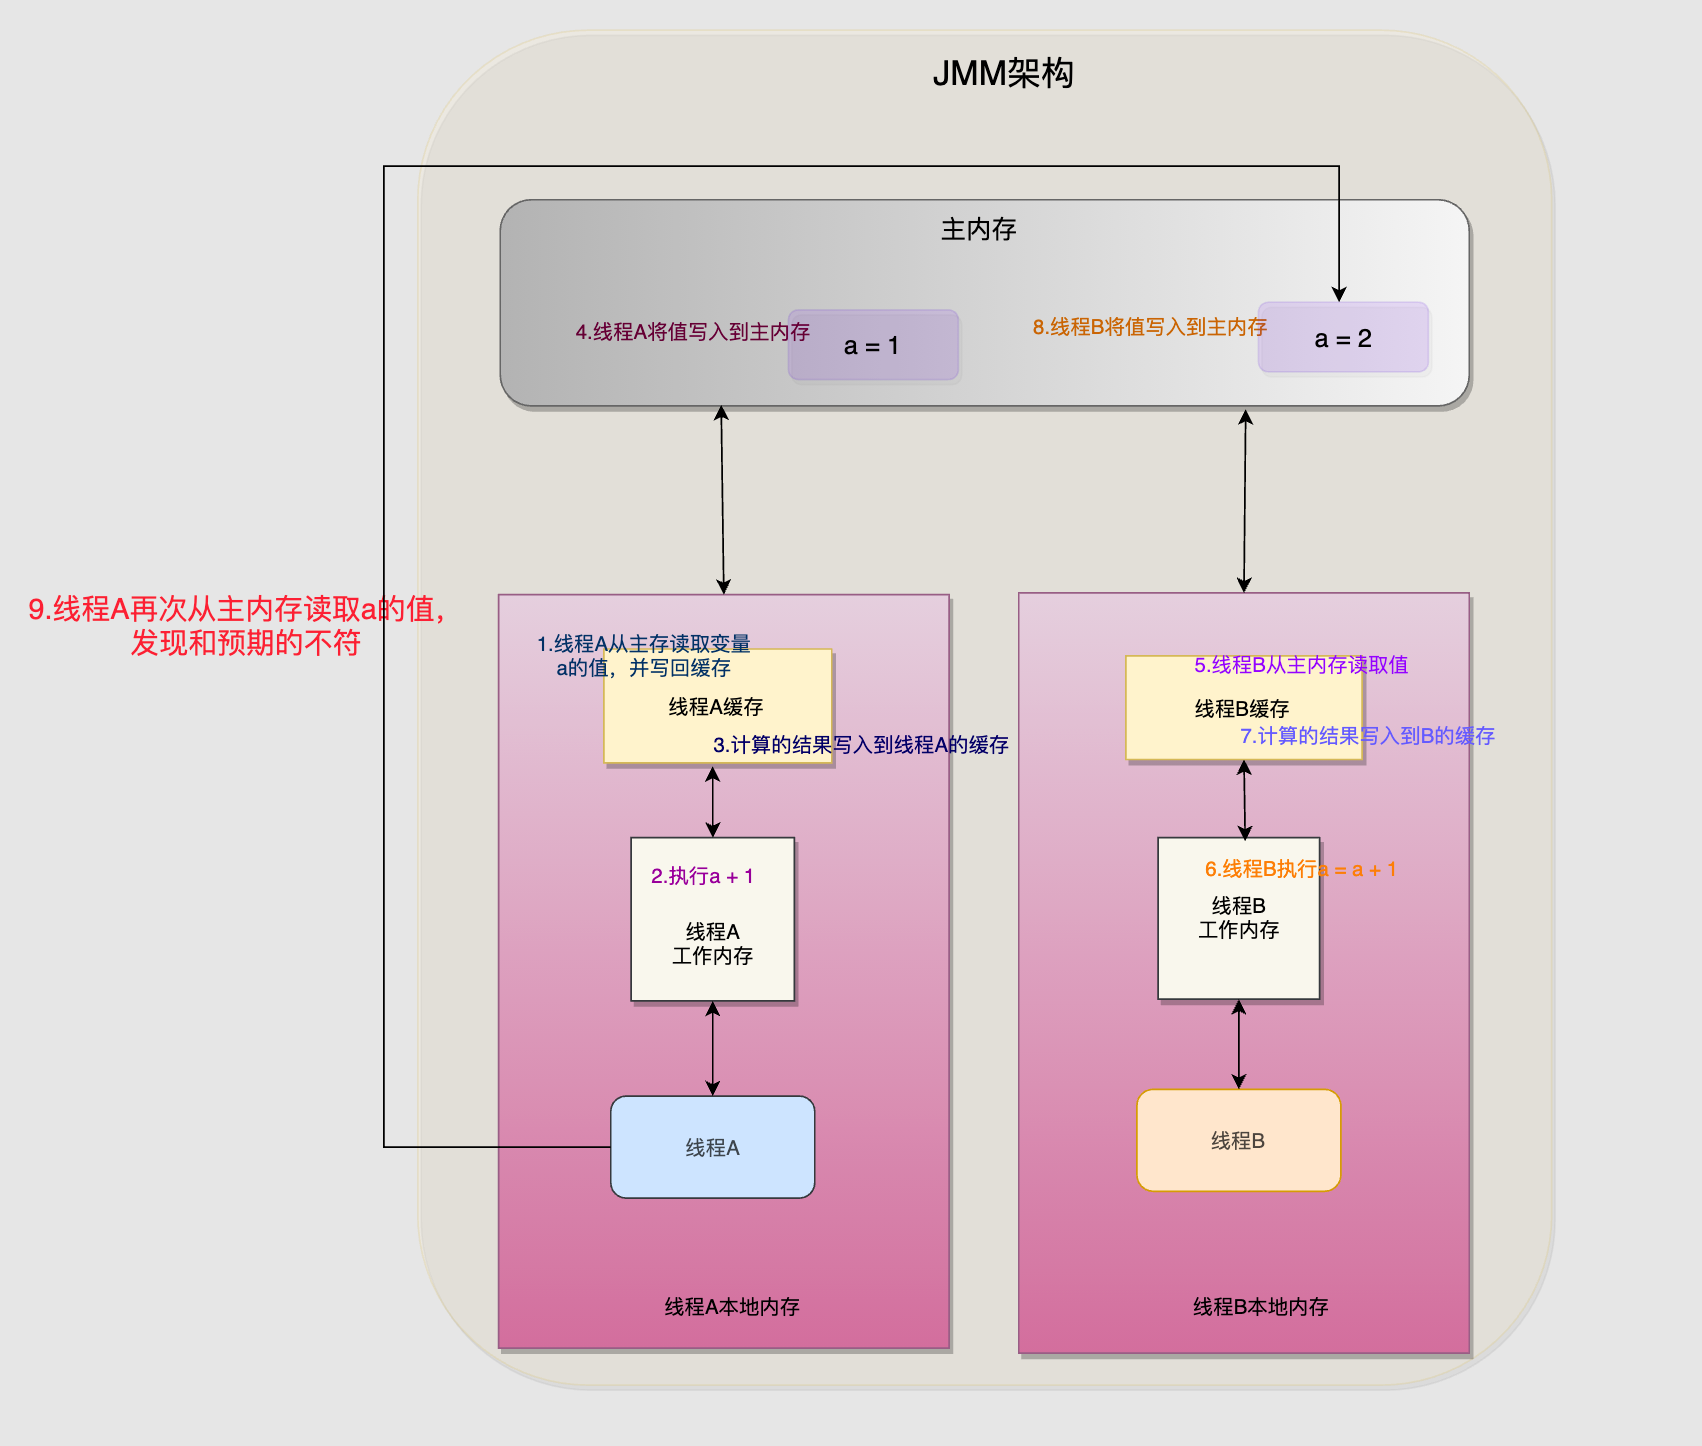 JMM架构
主内存
4.线程A将值写入到主内存
a = 1
8.线程B将值写入到主内存
a = 2
9.线程A再次从主内存读取a的值，
发现和预期的不符
1.线程A从主存读取变量
a的值，并写回缓存
线程A缓存
3.计算的结果写入到线程A的缓存
2.执行a + 1
线程A
工作内存
线程A
线程A本地内存
5.线程B从主内存读取值
线程B缓存
7.计算的结果写入到B的缓存
6.线程B执行a = a + 1
线程B
工作内存
线程B
线程B本地内存